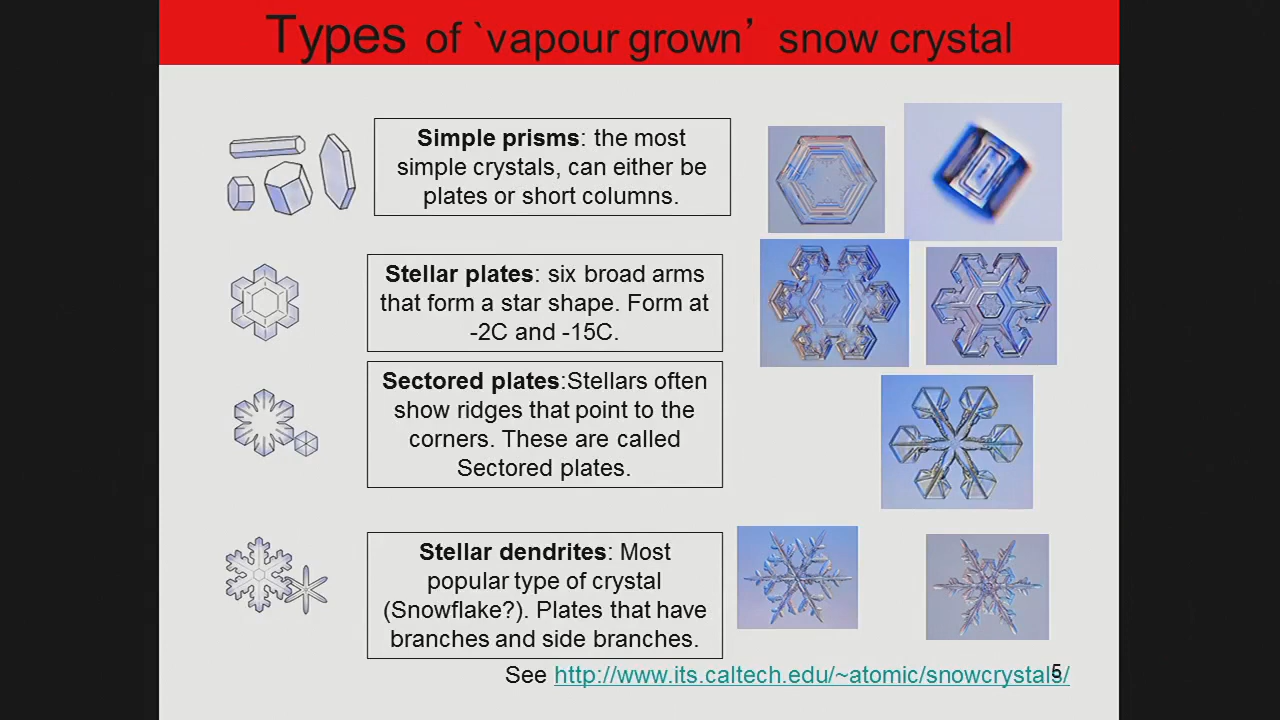 Types of `vapour grown’ snow crystal
Simple prisms: the most
simple crystals, can either be
plates or short columns.
Stellar plates: six broad arms
that form a star shape. Form at
-2C and -15C.
Sectored plates:Stellars often
show ridges that point to the
corners. These are called
Sectored plates.
Stellar dendrites: Most
popular type of crystal
(Snowflake?). Plates that have
branches and side branches.
See http://www.its.caltech.edu/~atomic/snowcrystals/
5